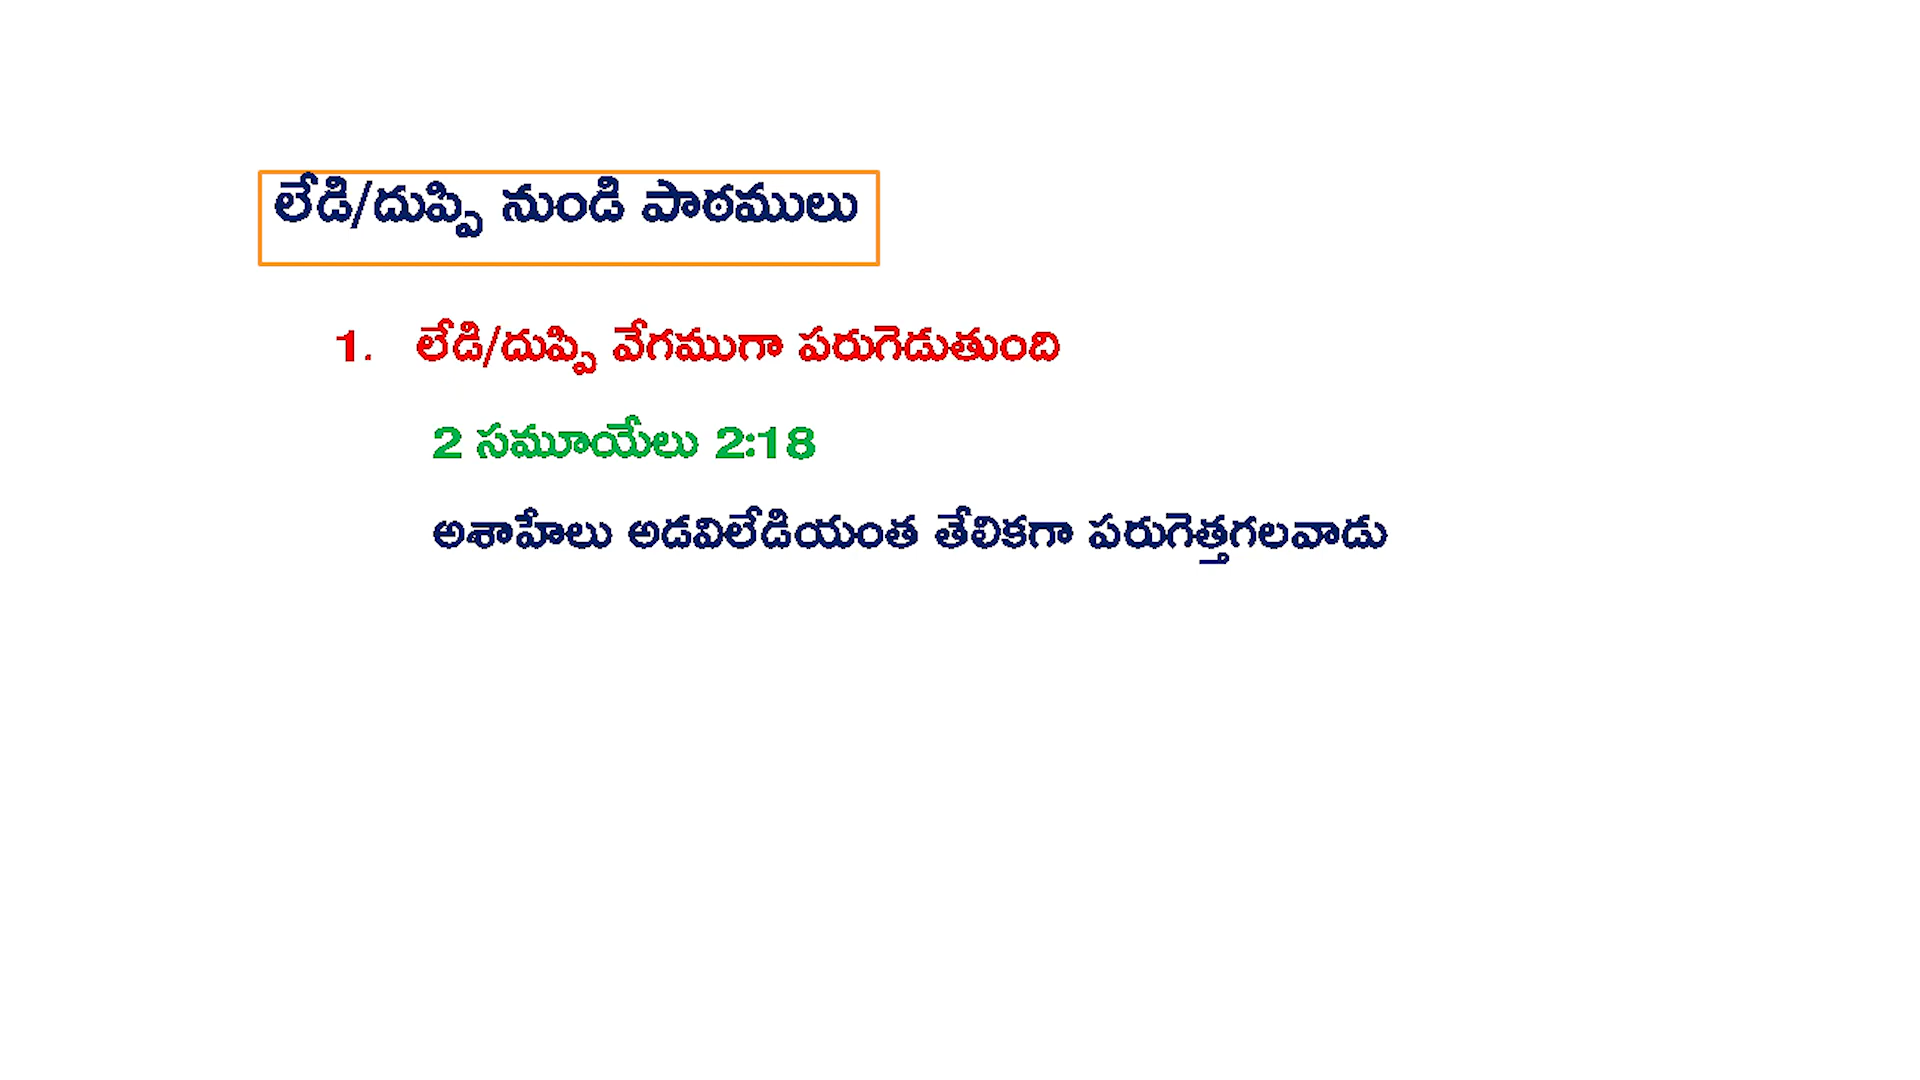 లేడి/దుప్పి నుండి పాఠములు
1. లేడి/దుప్పి వేగముగా పరుగెడుతుంది
2 సమూయేలు 2:18
అశాహేలు అడవిలేడియంత తేలికగా పరుగెత్తగలవాడు